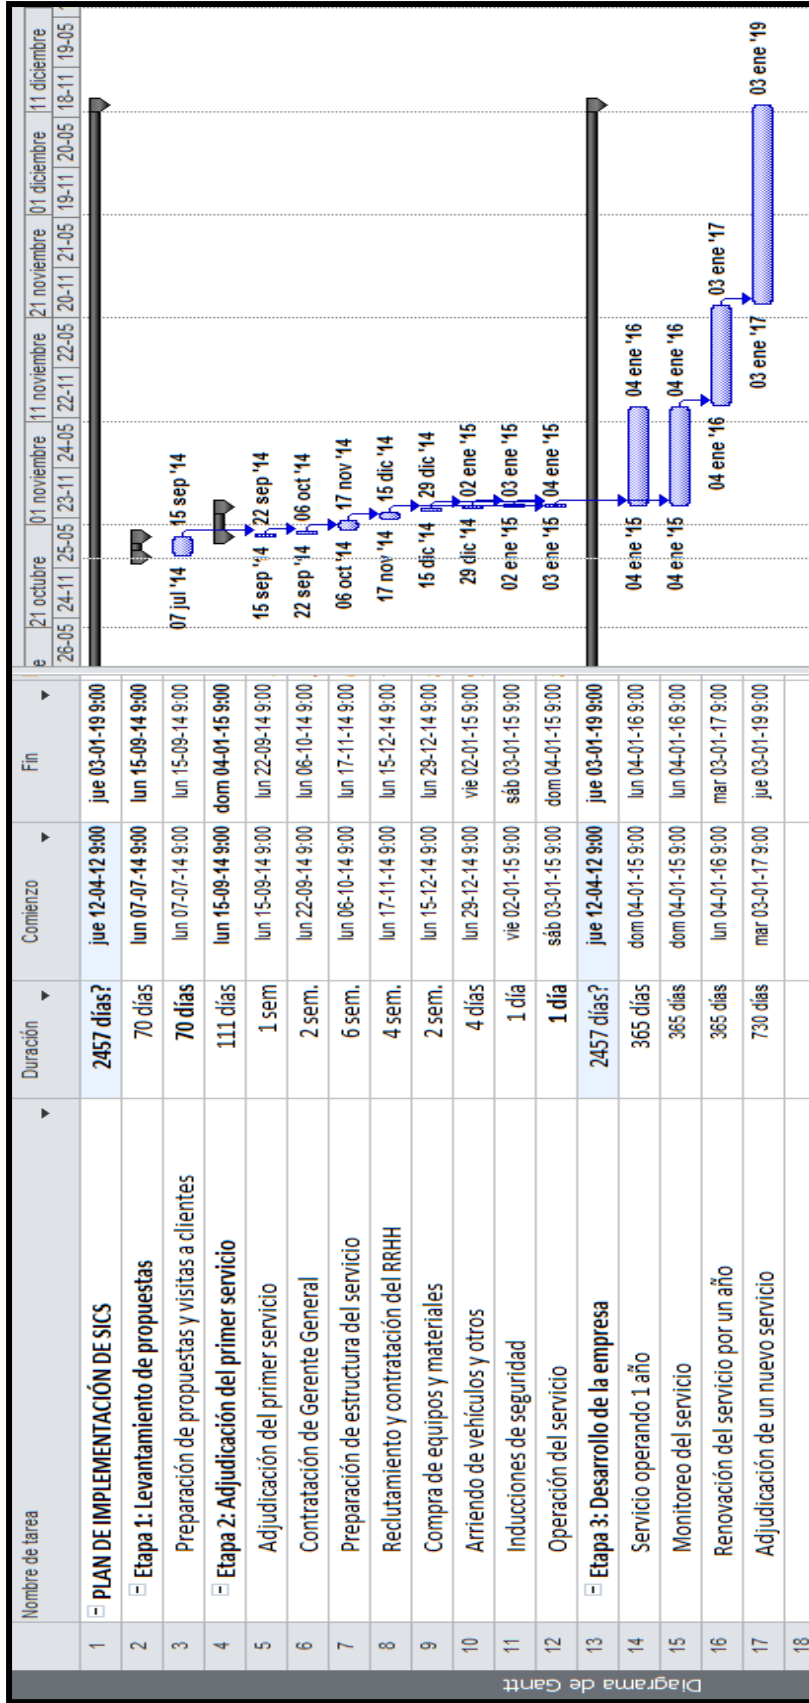 Diagrama de Gantt
Nombre de tarea Duración Comienzo Fin
1 PLAN DE IMPLEMENTACIÓN DE SICS 2457 días? jue 12-04-12 9:00 jue 03-01-19 9:00
2 Etapa 1: Levantamiento de propuestas 70 días lun 07-07-14 9:00 lun 15-09-14 9:00
3 Preparación de propuestas y visitas a clientes 70 días lun 07-07-14 9:00 lun 15-09-14 9:00
4 Etapa 2: Adjudicación del primer servicio 111 días lun 15-09-14 9:00 dom 04-01-15 9:00
5 Adjudicación del primer servicio 1 sem lun 15-09-14 9:00 lun 22-09-14 9:00
6 Contratación de Gerente General 2 sem. lun 22-09-14 9:00 lun 06-10-14 9:00
7 Preparación de estructura del servicio 6 sem. lun 06-10-14 9:00 lun 17-11-14 9:00
8 Reclutamiento y contratación del RRHH 4 sem. lun 17-11-14 9:00 lun 15-12-14 9:00
9 Compra de equipos y materiales 2 sem. lun 15-12-14 9:00 lun 29-12-14 9:00
10 Arriendo de vehículos y otros 4 días lun 29-12-14 9:00 vie 02-01-15 9:00
11 Inducciones de seguridad 1 día vie 02-01-15 9:00 sáb 03-01-15 9:00
12 Operación del servicio 1 día sáb 03-01-15 9:00 dom 04-01-15 9:00
13 Etapa 3: Desarrollo de la empresa 2457 días? jue 12-04-12 9:00 jue 03-01-19 9:00
14 Servicio operando 1 año 365 días dom 04-01-15 9:00 lun 04-01-16 9:00
15 Monitoreo del servicio 365 días dom 04-01-15 9:00 lun 04-01-16 9:00
16 Renovación del servicio por un año 365 días lun 04-01-16 9:00 mar 03-01-17 9:00
17 Adjudicación de un nuevo servicio 730 días mar 03-01-17 9:00 jue 03-01-19 9:00
18
e 21 octubre 01 noviembre 11 noviembre 21 noviembre 01 diciembre 11 diciembre
26-05 24-11 25-05 23-11 24-05 22-11 22-05 20-11 21-05 19-11 20-05 18-11 19-05
07 jul '14 15 sep '14
15 sep '14 22 sep '14
22 sep '14 06 oct '14
06 oct '14 17 nov '14
17 nov '14 15 dic '14
15 dic '14 29 dic '14
29 dic '14 02 ene '15
02 ene '15 03 ene '15
03 ene '15 04 ene '15
04 ene '15 04 ene '16
04 ene '15 04 ene '16
04 ene '16 03 ene '17
03 ene '17 03 ene '19